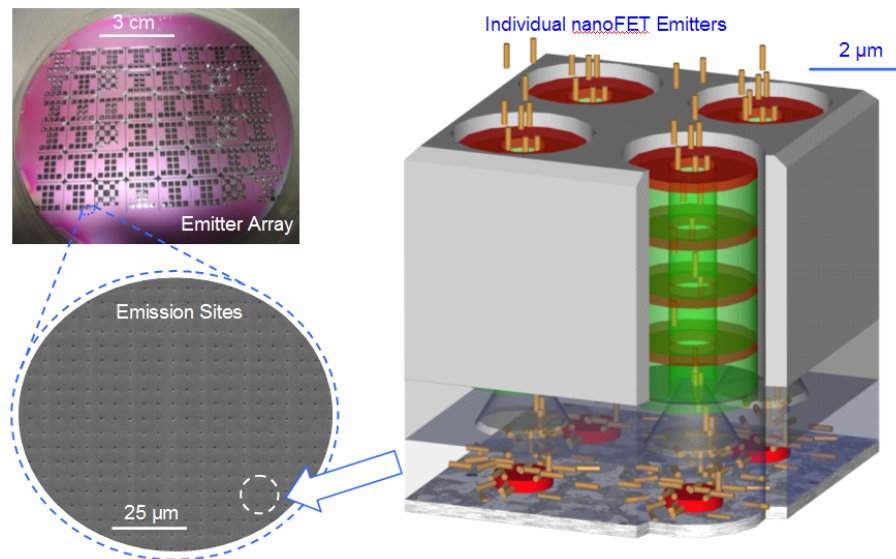 3 cm
Emitter Array
Individual nanoFET Emitters
2 µm
Emission Sites
25 µm